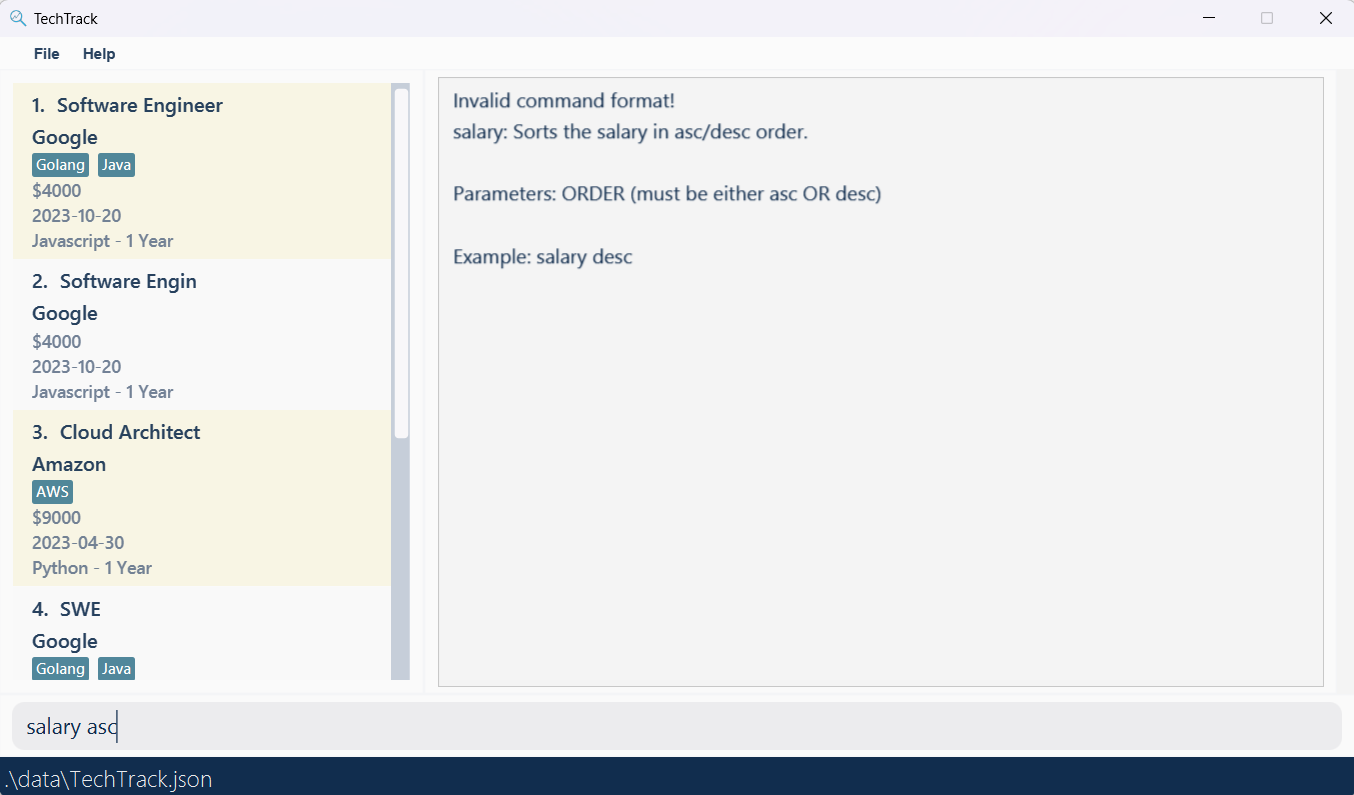 TechTrack
File Help
1. Software Engineer
Google
Golang Java
$4000
2023-10-20
Javascript - 1 Year
2. Software Engin
Google
$4000
2023-10-20
Javascript - 1 Year
3. Cloud Architect
Amazon
AWS
$9000
2023-04-30
Python - 1 Year
4. SWE
Google
Golang Java
Invalid command format!
salary: Sorts the salary in asc/desc order.
Parameters: ORDER (must be either asc OR desc)
Example: salary desc
salary asc
.\data\TechTrack.json